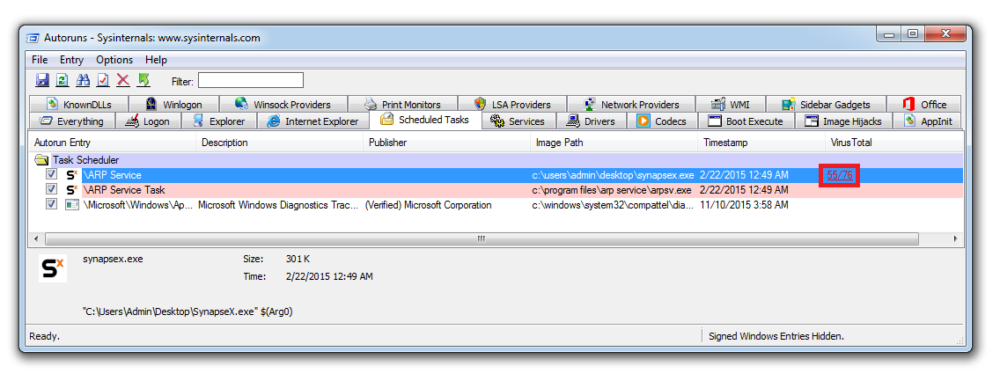 Autoruns - Sysinternals: www.sysinternals.com
File Entry Options Help
Filter:
KnownDLLs Winlogon Winsock Providers Print Monitors LSA Providers Network Providers WMI Sidebar Gadgets Office
Everything Logon Explorer Internet Explorer Scheduled Tasks Services Drivers Codecs Boot Execute Image Hijacks AppInit
Autorun Entry Description Publisher Image Path Timestamp VirusTotal
Task Scheduler
Sx \ARP Service c:\users\admin\desktop\synapsex.exe 2/22/2015 12:49 AM 55/76
Sx \ARP Service Task c:\program files\arp service\arpsv.exe 2/22/2015 12:49 AM
\Microsoft\Windows\Ap... Microsoft Windows Diagnostics Trac... (Verified) Microsoft Corporation c:\windows\system32\compattel\dia... 11/10/2015 3:58 AM
Sx synapsex.exe Size: 301 K
Time: 2/22/2015 12:49 AM
"C:\Users\Admin\Desktop\SynapseX.exe" $(Arg0)
Ready. Signed Windows Entries Hidden.